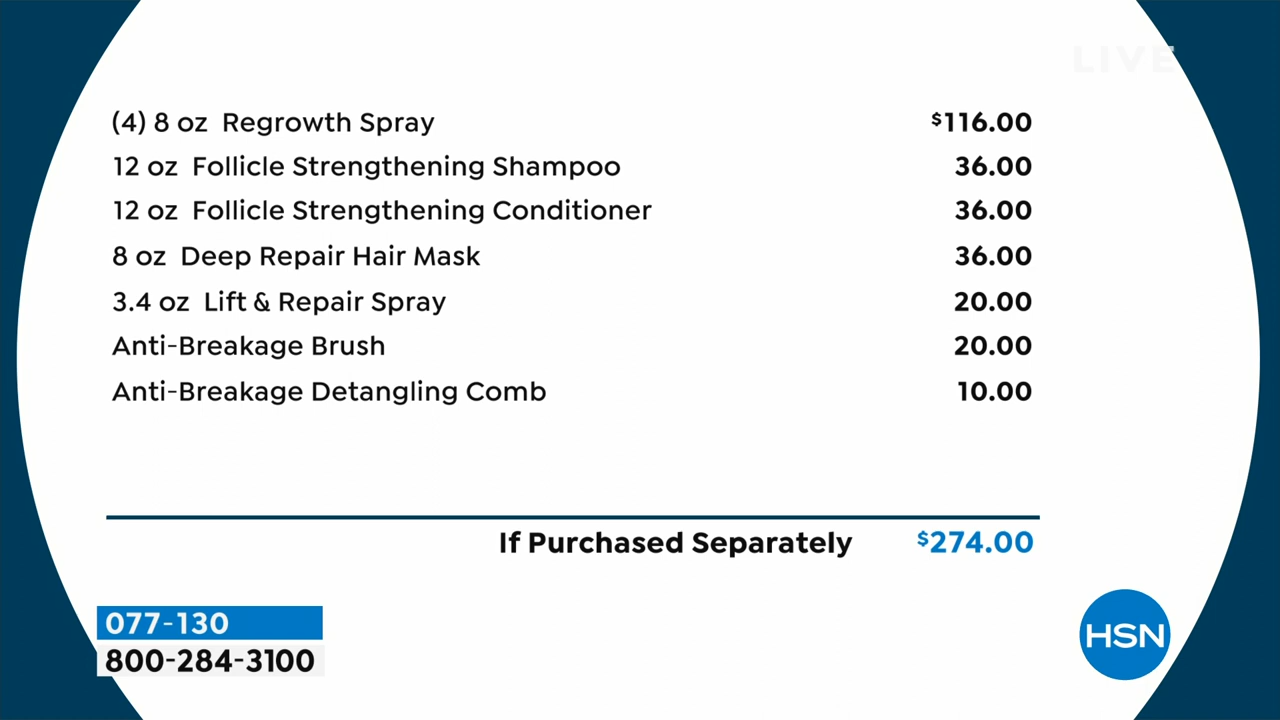 LIVE
(4) 8 oz Regrowth Spray $116.00
12 oz Follicle Strengthening Shampoo 36.00
12 oz Follicle Strengthening Conditioner 36.00
8 oz Deep Repair Hair Mask 36.00
3.4 oz Lift & Repair Spray 20.00
Anti-Breakage Brush 20.00
Anti-Breakage Detangling Comb 10.00
If Purchased Separately $274.00
077-130
800-284-3100
HSN